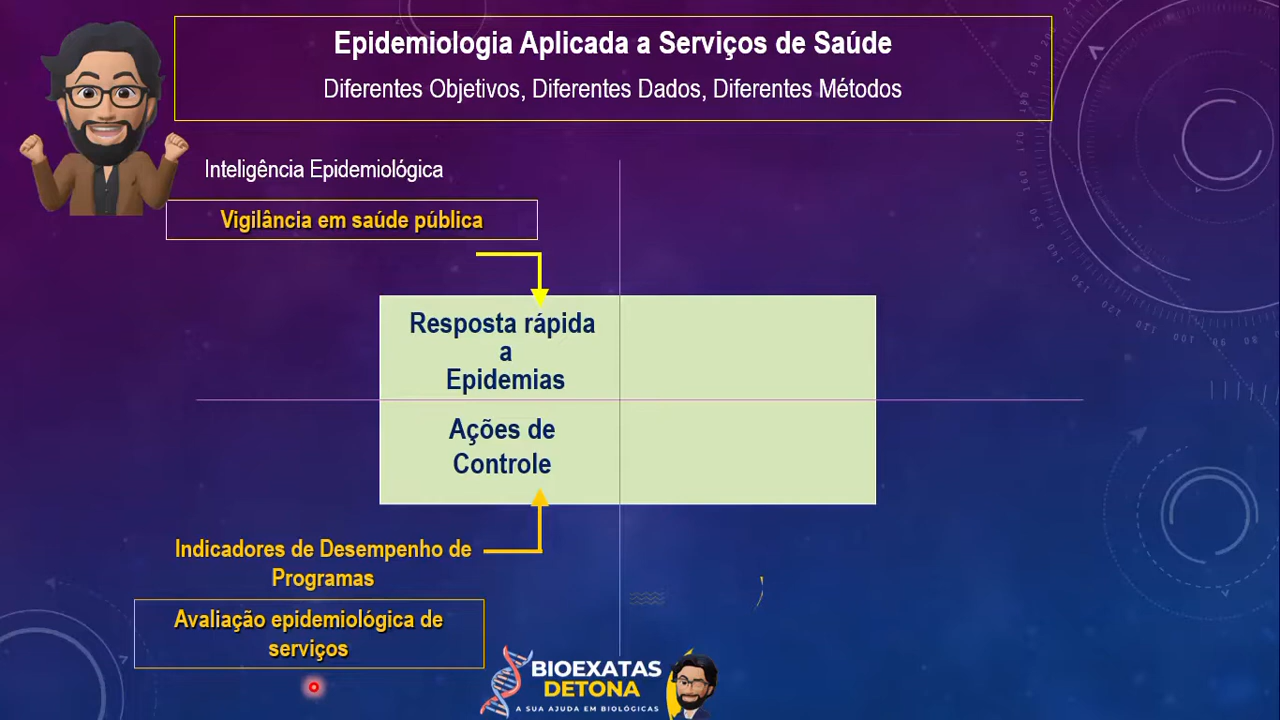 Epidemiologia Aplicada a Serviços de Saúde
Diferentes Objetivos, Diferentes Dados, Diferentes Métodos
Inteligência Epidemiológica
Vigilância em saúde pública
Resposta rápida
a
Epidemias
Ações de
Controle
Indicadores de Desempenho de
Programas
Avaliação epidemiológica de
serviços
BIOEXATAS
DETONA
A SUA AJUDA EM BIOLÓGICAS